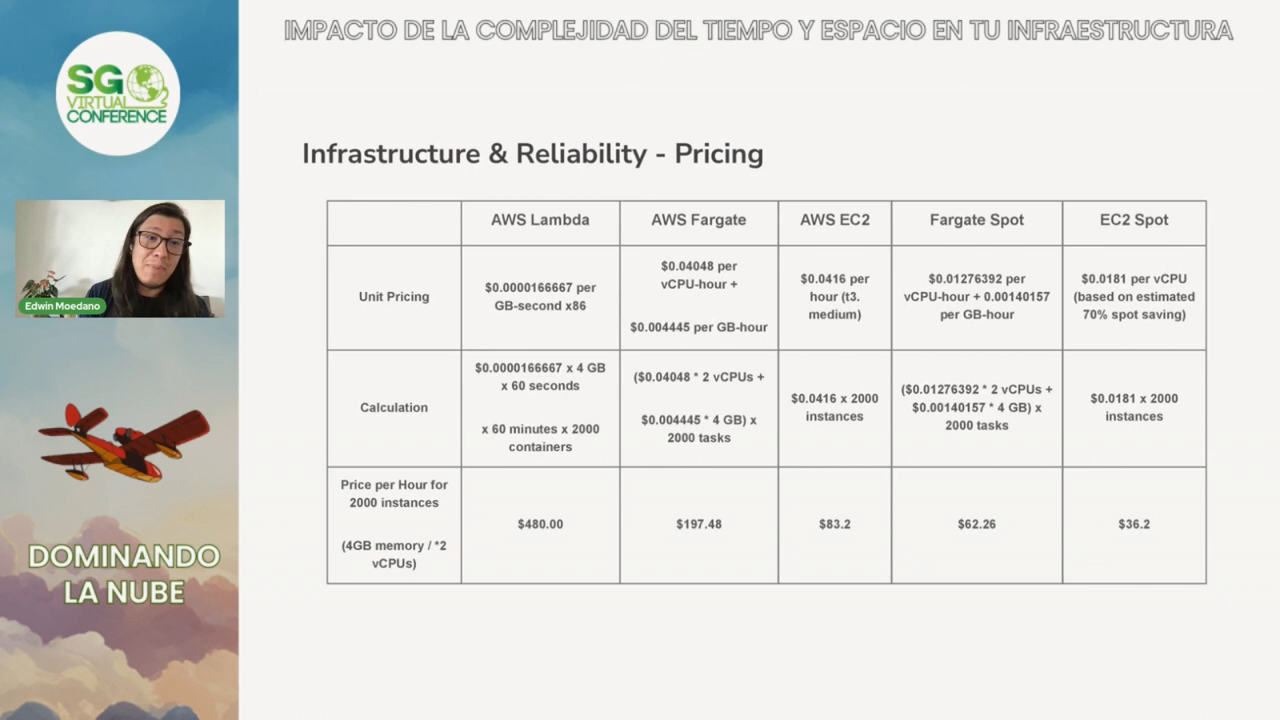 IMPACTO DE LA COMPLEJIDAD DEL TIEMPO Y ESPACIO EN TU INFRAESTRUCTURA
SG
VIRTUAL
CONFERENCE
Edwin Moedano
DOMINANDO
LA NUBE
Infrastructure & Reliability - Pricing
AWS Lambda
AWS Fargate
AWS EC2
Fargate Spot
EC2 Spot
Unit Pricing
$0.0000166667 per
GB-second x86
$0.04048 per
vCPU-hour +
$0.004445 per GB-hour
$0.0416 per
hour (t3.
medium)
$0.01276392 per
vCPU-hour + 0.00140157
per GB-hour
$0.0181 per vCPU
(based on estimated
70% spot saving)
Calculation
$0.0000166667 x 4 GB
x 60 seconds
x 60 minutes x 2000
containers
($0.04048 * 2 vCPUs +
$0.004445 * 4 GB) x
2000 tasks
$0.0416 x 2000
instances
($0.01276392 * 2 vCPUs +
$0.00140157 * 4 GB) x
2000 tasks
$0.0181 x 2000
instances
Price per Hour for
2000 instances
(4GB memory / *2
vCPUs)
$480.00
$197.48
$83.2
$62.26
$36.2